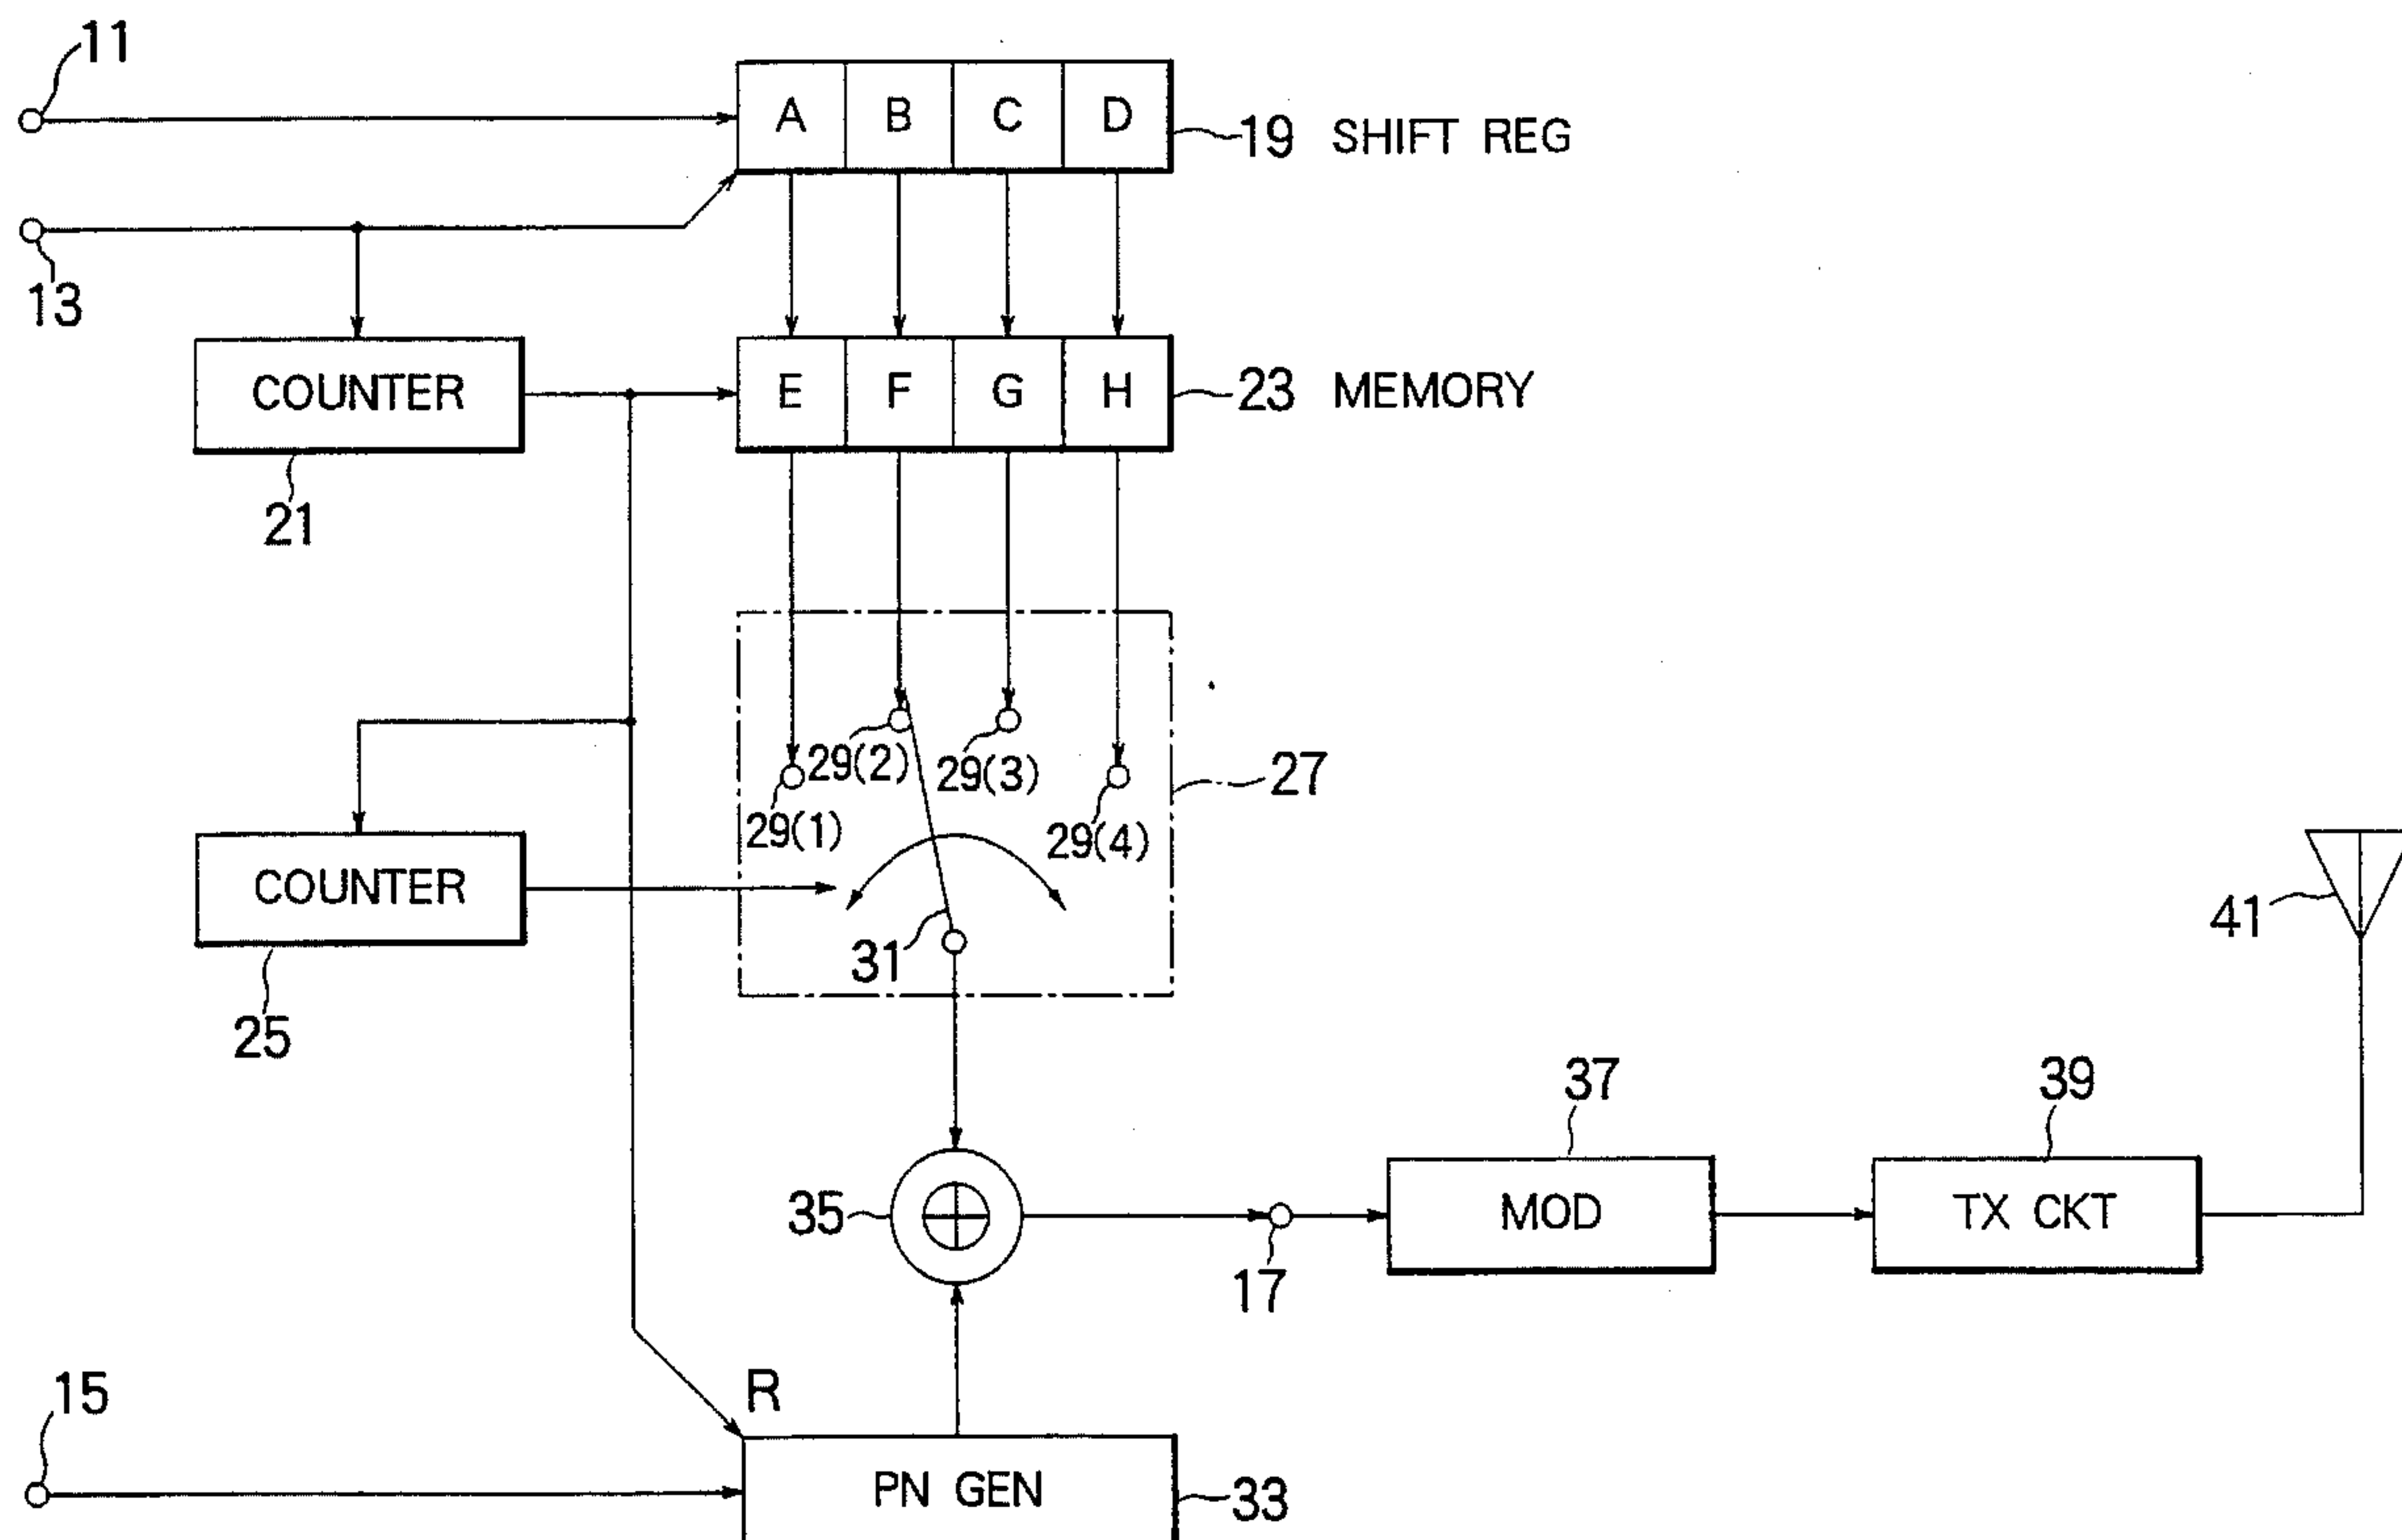 11
A B C D
19 SHIFT REG
13
COUNTER
E F G H
23 MEMORY
21
29(2)
29(3)
27
29(1)
29(4)
COUNTER
41
31
25
37
39
35
MOD
TX CKT
17
R
15
PN GEN
33